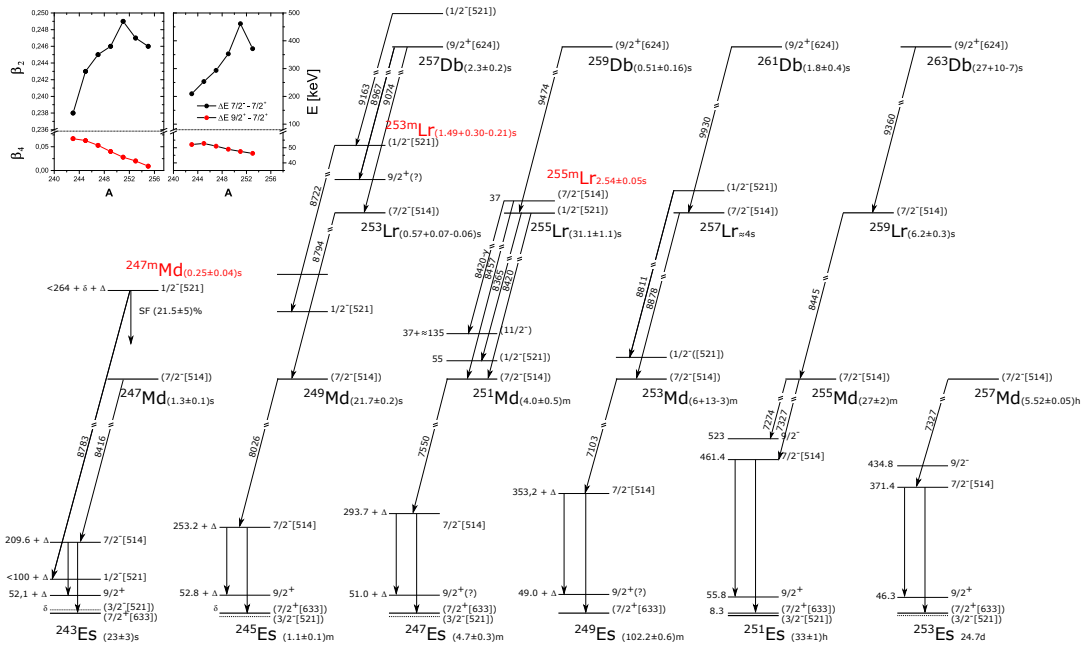 0,250
0,248
0,246
0,244
0,242
0,240
0,238
0,236
0,05
0,00
β2
β4
240 244 248 252 256
A
500
400
300
200
100
50
40
E [keV]
ΔE 7/2⁻ - 7/2⁺
ΔE 9/2⁺ - 7/2⁺
240 244 248 252 256
A
(1/2⁻[521])
(9/2⁺[624])
257Db(2.3±0.2)s
9163
8967
9074
253mLr(1.49+0.30-0.21)s
(1/2⁻[521])
9/2⁺(?)
(7/2⁻[514])
253Lr(0.57+0.07-0.06)s
8722
8794
1/2⁻[521]
(7/2⁻[514])
249Md(21.7±0.2)s
8026
253.2 + Δ
7/2⁻[514]
52.8 + Δ
9/2⁺
δ
(7/2⁺[633])
(3/2⁻[521])
245Es (1.1±0.1)m
247mMd(0.25±0.04)s
<264 + δ + Δ
1/2⁻[521]
SF (21.5±5)%
(7/2⁻[514])
247Md(1.3±0.1)s
8783
8416
209.6 + Δ
7/2⁻[514]
<100 + Δ
1/2⁻[521]
52,1 + Δ
9/2⁺
δ
(3/2⁻[521])
(7/2⁺[633])
243Es (23±3)s
(9/2⁺[624])
259Db(0.51±0.16)s
9474
255mLr2.54±0.05s
37
(7/2⁻[514])
(1/2⁻[521])
255Lr(31.1±1.1)s
8420-γ
8457
8365
8420
37+≈135
(11/2⁻)
55
(1/2⁻[521])
(7/2⁻[514])
251Md(4.0±0.5)m
7550
293.7 + Δ
7/2⁻[514]
51.0 + Δ
9/2⁺(?)
(7/2⁺[633])
(3/2⁻[521])
247Es (4.7±0.3)m
(9/2⁺[624])
261Db(1.8±0.4)s
9930
(1/2⁻[521])
(7/2⁻[514])
257Lr≈4s
8811
8878
(1/2⁻([521])
(7/2⁻[514])
253Md(6+13-3)m
7103
353,2 + Δ
7/2⁻[514]
49.0 + Δ
9/2⁺(?)
(7/2⁺[633])
249Es (102.2±0.6)m
(9/2⁺[624])
263Db(27+10-7)s
9360
(7/2⁻[514])
259Lr(6.2±0.3)s
8445
(7/2⁻[514])
255Md(27±2)m
7274
7327
523
9/2⁻
461.4
7/2⁻[514]
55.8
9/2⁺
8.3
(7/2⁺[633])
(3/2⁻[521])
251Es (33±1)h
(7/2⁻[514])
257Md(5.52±0.05)h
7327
434.8
9/2⁻
371.4
7/2⁻[514]
46.3
9/2⁺
(7/2⁺[633])
(3/2⁻[521])
253Es 24.7d